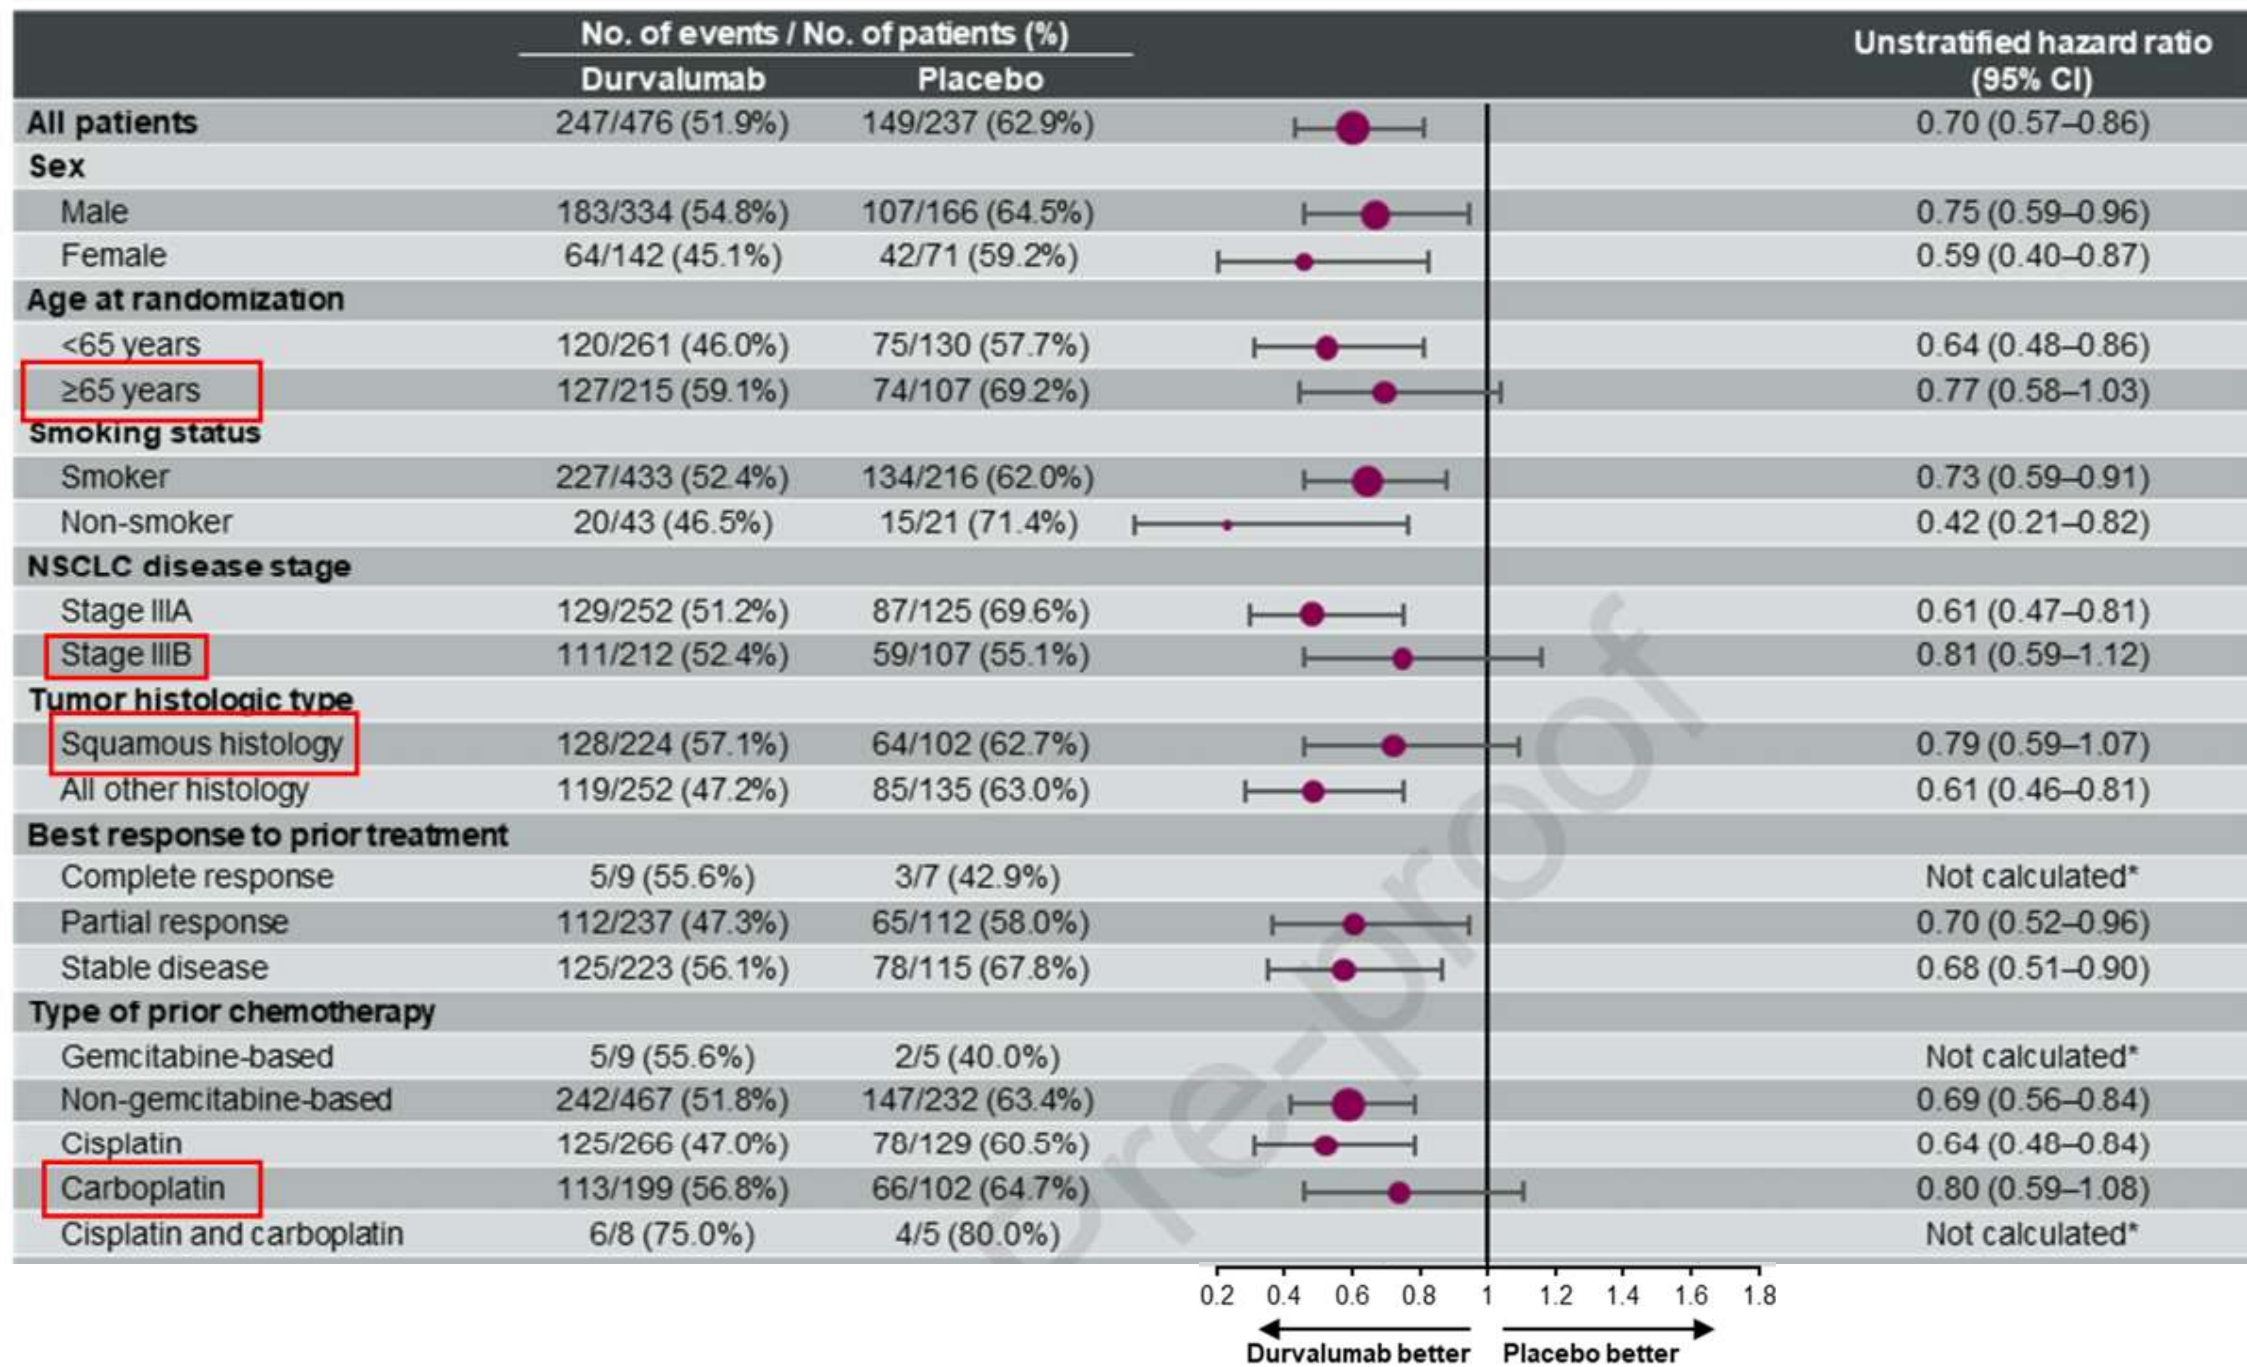 No. of events / No. of patients (%)
Unstratified hazard ratio
(95% CI)
Durvalumab Placebo
All patients 247/476 (51.9%) 149/237 (62.9%) 0.70 (0.57–0.86)
Sex
Male 183/334 (54.8%) 107/166 (64.5%) 0.75 (0.59–0.96)
Female 64/142 (45.1%) 42/71 (59.2%) 0.59 (0.40–0.87)
Age at randomization
<65 years 120/261 (46.0%) 75/130 (57.7%) 0.64 (0.48–0.86)
≥65 years 127/215 (59.1%) 74/107 (69.2%) 0.77 (0.58–1.03)
Smoking status
Smoker 227/433 (52.4%) 134/216 (62.0%) 0.73 (0.59–0.91)
Non-smoker 20/43 (46.5%) 15/21 (71.4%) 0.42 (0.21–0.82)
NSCLC disease stage
Stage IIIA 129/252 (51.2%) 87/125 (69.6%) 0.61 (0.47–0.81)
Stage IIIB 111/212 (52.4%) 59/107 (55.1%) 0.81 (0.59–1.12)
Tumor histologic type
Squamous histology 128/224 (57.1%) 64/102 (62.7%) 0.79 (0.59–1.07)
All other histology 119/252 (47.2%) 85/135 (63.0%) 0.61 (0.46–0.81)
Best response to prior treatment
Complete response 5/9 (55.6%) 3/7 (42.9%) Not calculated*
Partial response 112/237 (47.3%) 65/112 (58.0%) 0.70 (0.52–0.96)
Stable disease 125/223 (56.1%) 78/115 (67.8%) 0.68 (0.51–0.90)
Type of prior chemotherapy
Gemcitabine-based 5/9 (55.6%) 2/5 (40.0%) Not calculated*
Non-gemcitabine-based 242/467 (51.8%) 147/232 (63.4%) 0.69 (0.56–0.84)
Cisplatin 125/266 (47.0%) 78/129 (60.5%) 0.64 (0.48–0.84)
Carboplatin 113/199 (56.8%) 66/102 (64.7%) 0.80 (0.59–1.08)
Cisplatin and carboplatin 6/8 (75.0%) 4/5 (80.0%) Not calculated*
Pre-proof
0.2 0.4 0.6 0.8 1 1.2 1.4 1.6 1.8
Durvalumab better Placebo better